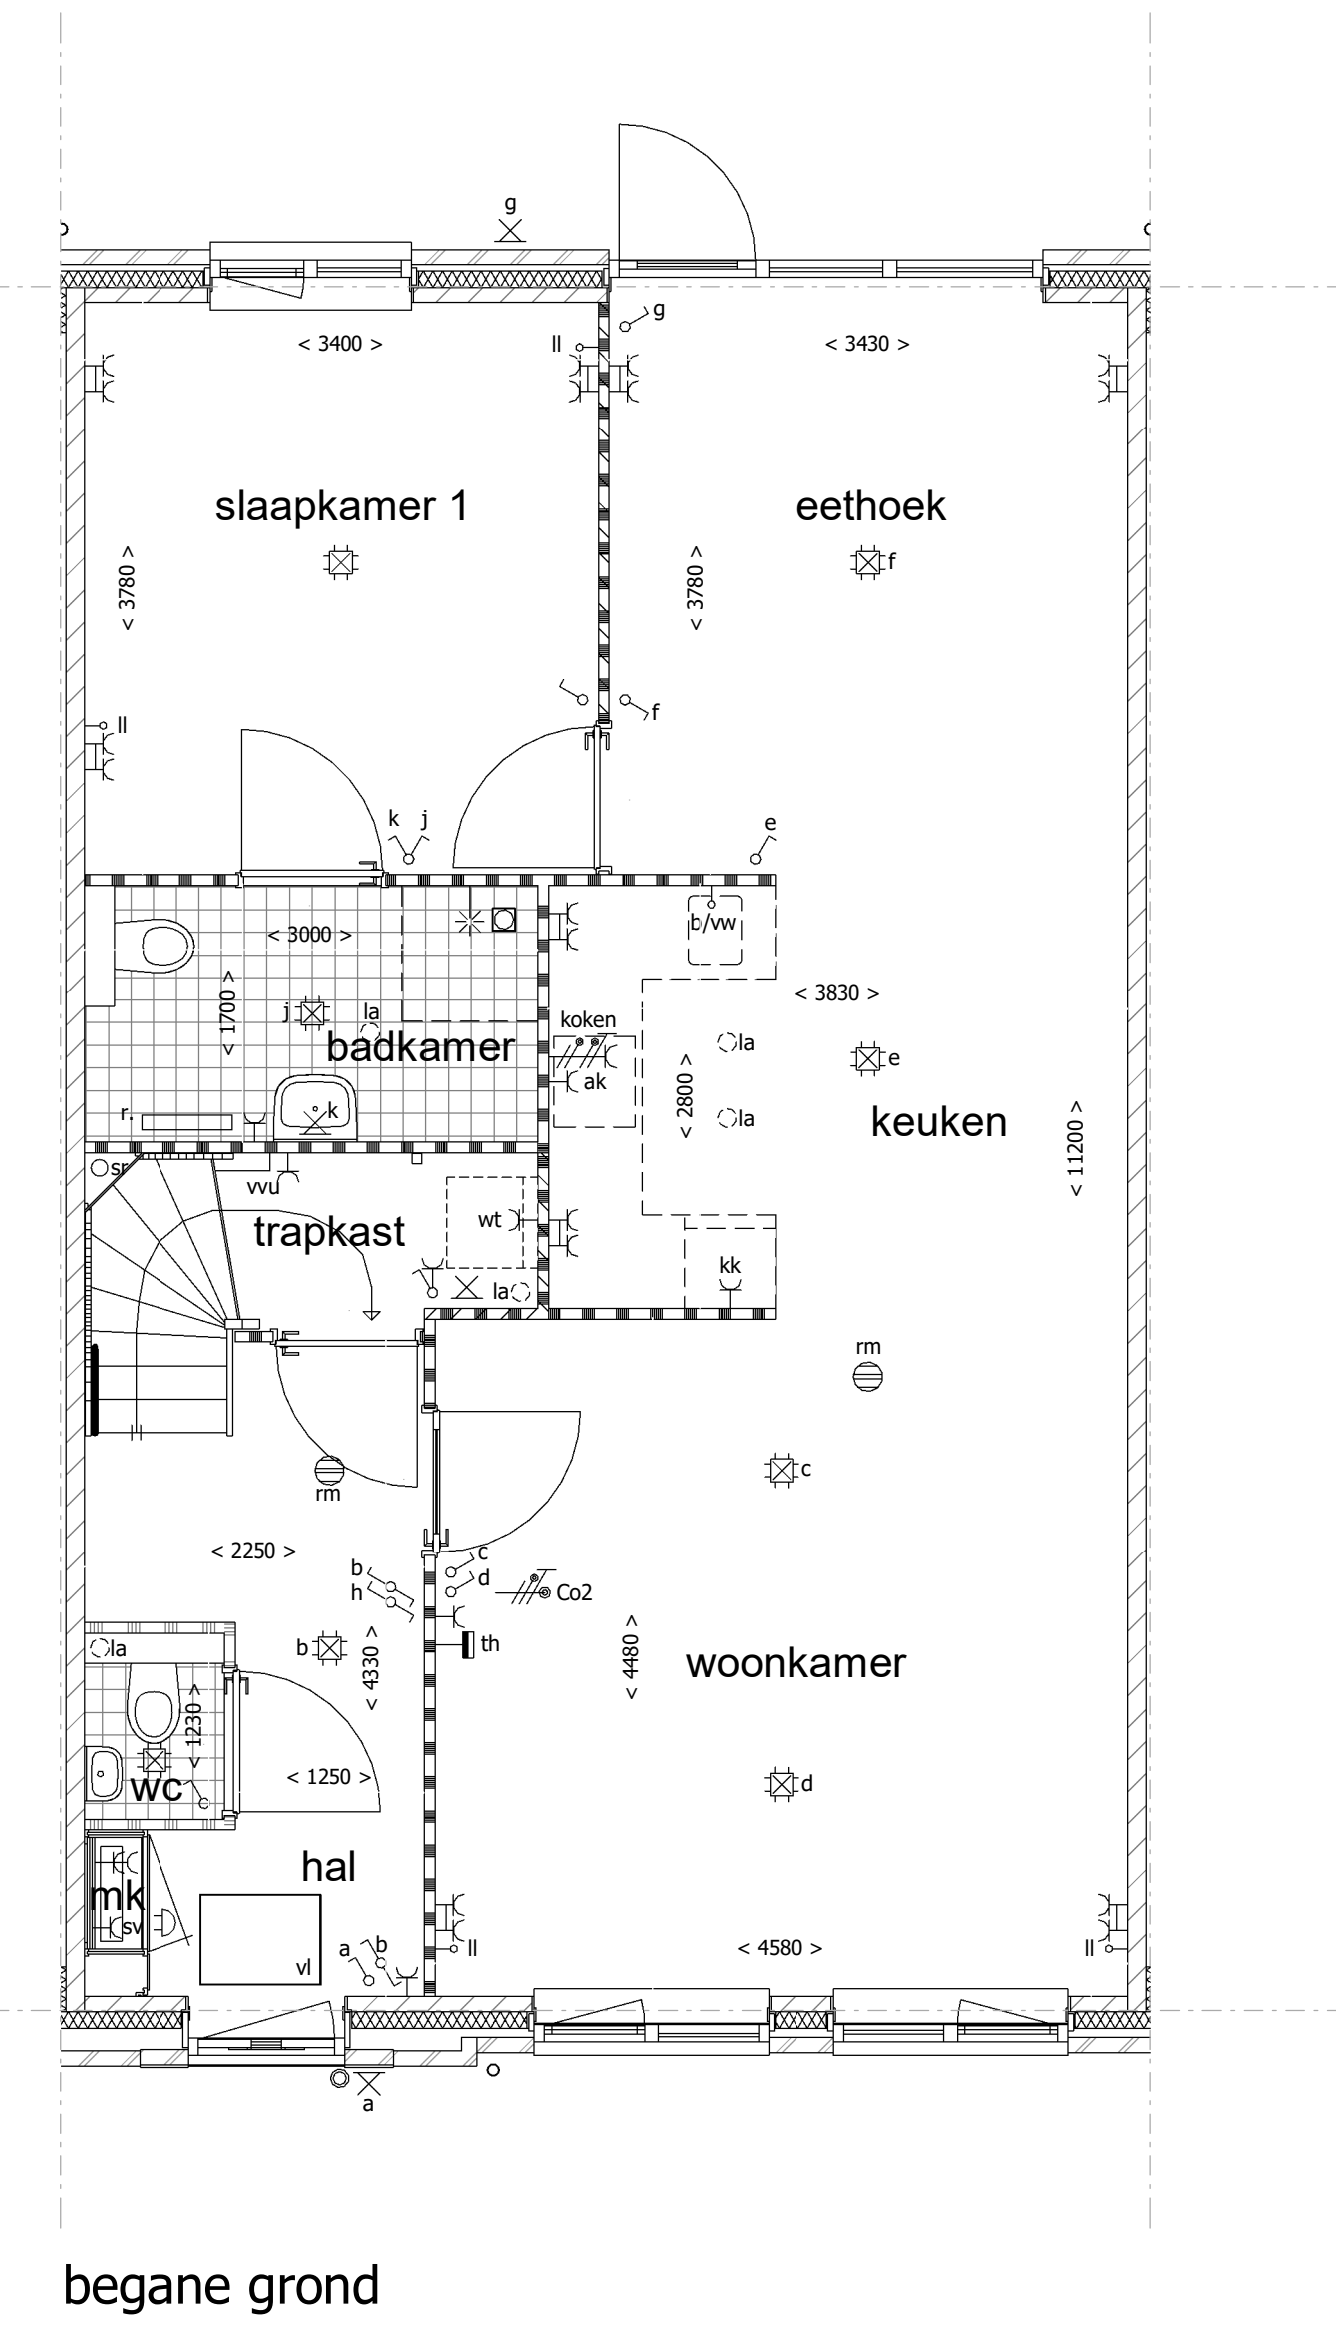 g
g
< 3400 >
ll
< 3430 >
slaapkamer 1
eethoek
f
< 3780 >
< 3780 >
f
ll
k j
e
b/vw
< 3000 >
< 1700 >
j
la
badkamer
koken
ak
< 3830 >
la
e
< 2800 >
la
keuken
< 11200 >
r.
k
sr
vvu
trapkast
wt
la
kk
rm
rm
c
< 2250 >
b
h
c
d
Co2
th
la
b
< 4330 >
< 4480 >
woonkamer
< 1230 >
wc
< 1250 >
d
hal
mk
sv
vl
a b
ll
< 4580 >
ll
a
begane grond